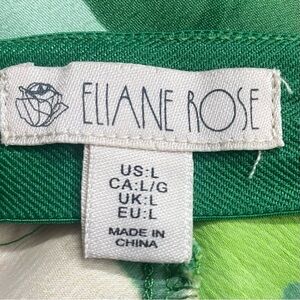 ELIANE ROSE
US:L
CA:L/G
UK:L
EU:L
MADE IN
CHINA